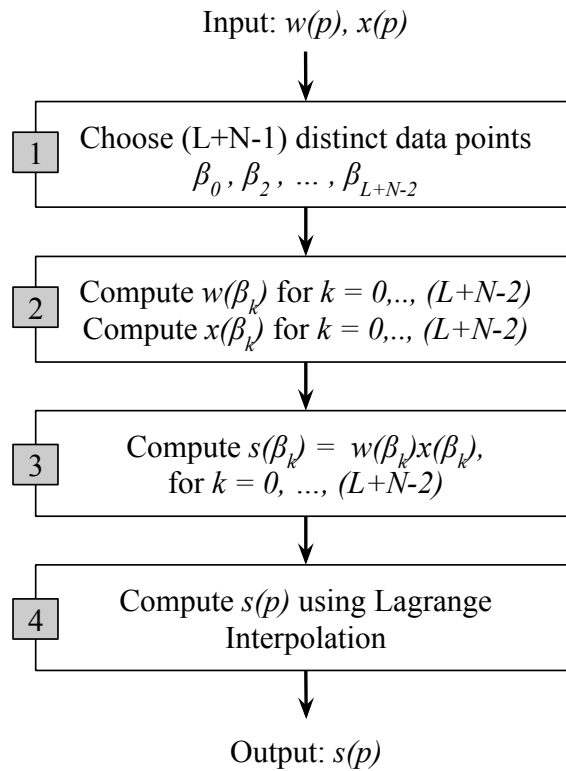 Input: w(p), x(p)
1
Choose (L+N-1) distinct data points
β₀ , β₂ , ... , β_{L+N-2}
2
Compute w(βₖ) for k = 0,.., (L+N-2)
Compute x(βₖ) for k = 0,.., (L+N-2)
3
Compute s(βₖ) = w(βₖ)x(βₖ),
for k = 0, ..., (L+N-2)
4
Compute s(p) using Lagrange
Interpolation
Output: s(p)